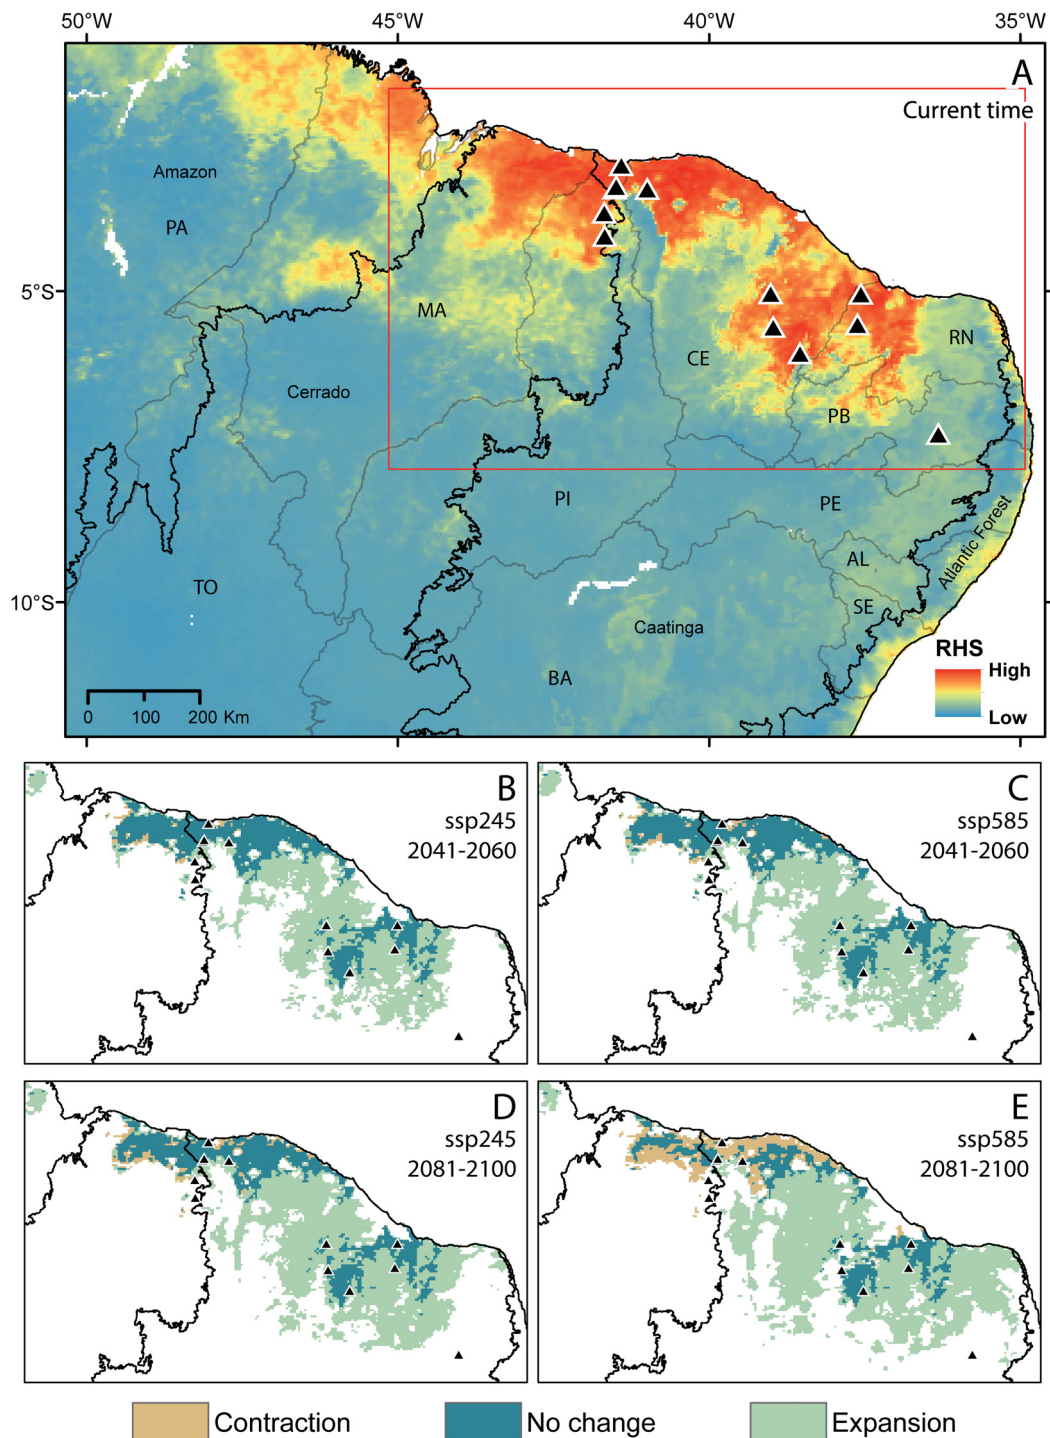 50°W 45°W 40°W 35°W
A
Current time
Amazon
PA
5°S
MA
RN
CE
Cerrado
PB
PI
PE
Atlantic Forest
AL
TO
SE
Caatinga
RHS
BA
High
Low
0 100 200 Km
10°S
B
ssp245
2041-2060
C
ssp585
2041-2060
D
ssp245
2081-2100
E
ssp585
2081-2100
Contraction No change Expansion